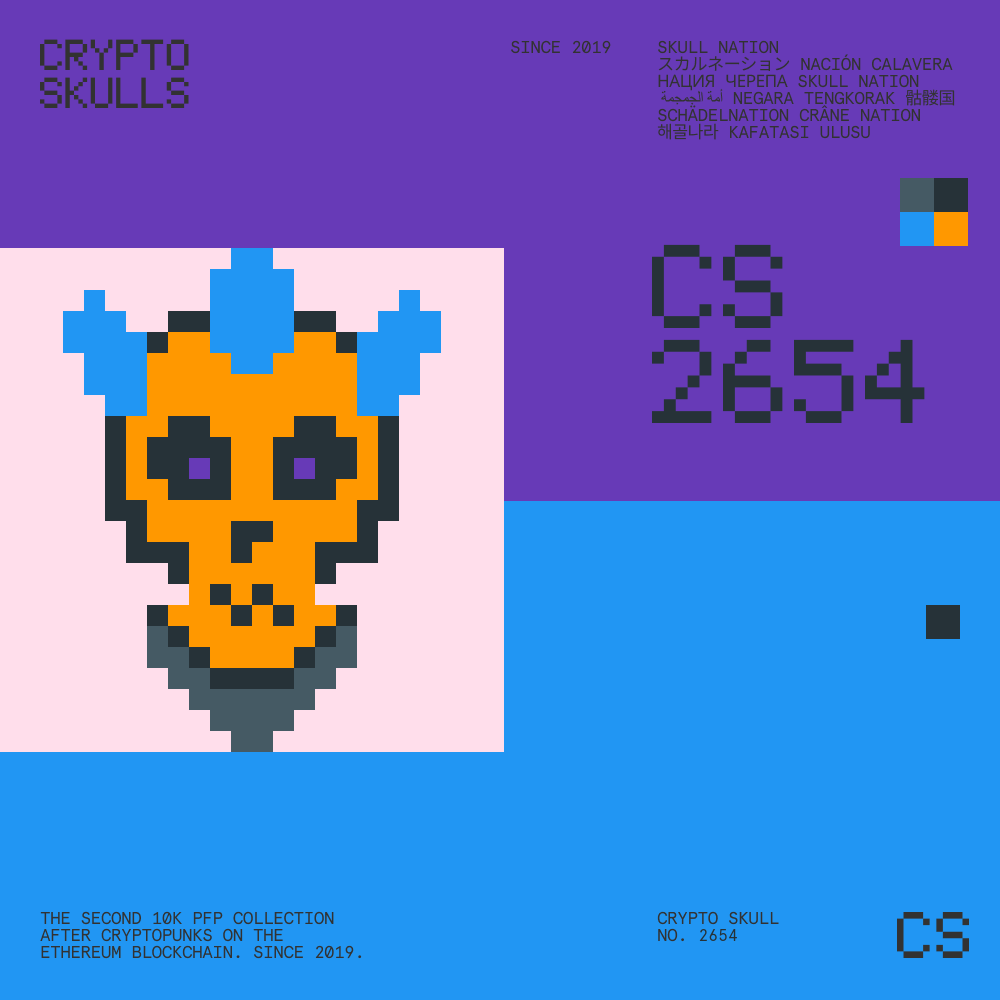 CRYPTO
SKULLS
SINCE 2019
SKULL NATION
スカルネーション NACIÓN CALAVERA
НАЦИЯ ЧЕРЕПА SKULL NATION
أمة الجمجمة NEGARA TENGKORAK 骷髅国
SCHÄDELNATION CRÂNE NATION
해골나라 KAFATASI ULUSU
CS
2654
THE SECOND 10K PFP COLLECTION
AFTER CRYPTOPUNKS ON THE
ETHEREUM BLOCKCHAIN. SINCE 2019.
CRYPTO SKULL
NO. 2654
CS